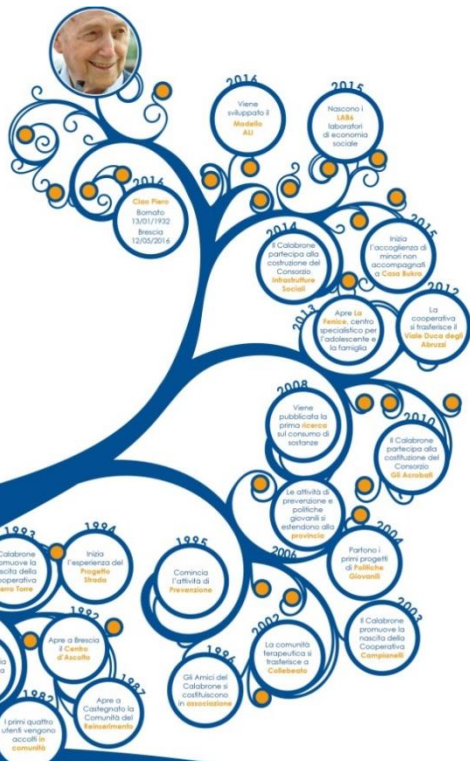 2016
Ciao Piero
Bornato
13/01/1932
Brescia
12/05/2016
2016
Viene
sviluppato il
Modello
ALI
2015
Nascono i
LAB6
laboratori
di economia
sociale
2014
Il Calabrone
partecipa alla
costruzione del
Consorzio
Infrastrutture
Sociali
2015
Inizia
l'accoglienza di
minori non
accompagnati
a Casa Bukra
2013
Apre La
Fenice, centro
specialistico per
l'adolescente e
la famiglia
2012
La
cooperativa
si trasferisce il
Viale Duca degli
Abruzzi
2008
Viene
pubblicata la
prima ricerca
sul consumo di
sostanze
2010
Il Calabrone
partecipa alla
costituzione del
Consorzio
Gli Acrobati
Le attività di
prevenzione e
politiche
giovanili si
estendono alla
provincia
2006
2004
Partono i
primi progetti
di Politiche
Giovanili
1993
Calabrone
scita della
1994
Inizia
l'esperienza del
Progetto
Strada
1995
Comincia
l'attività di
Prevenzione
2003
Il Calabrone
promuove la
nascita della
Cooperativa
Campianelli
1992
Apre a Brescia
il Centro
d'Ascolto
2002
La comunità
terapeutica si
trasferisce a
Collebeato
1996
Gli Amici del
Calabrone si
costituiscono
in associazione
1987
Apre a
Castegnato la
Comunità del
Reinserimento
1982
I primi quattro
utenti vengono
accolti in
comunità